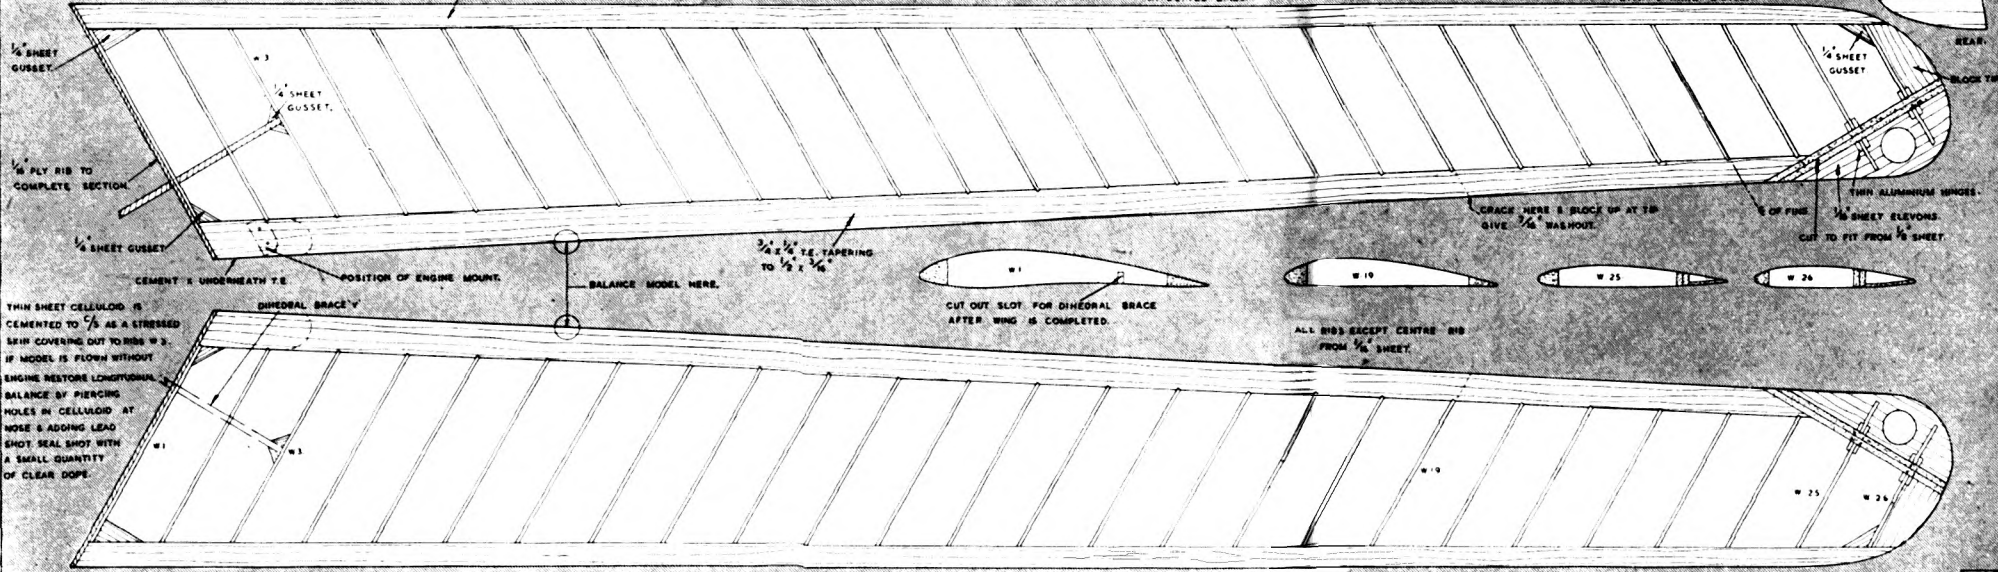 1/4" SHEET
GUSSET.
W 3
1/4" SHEET
GUSSET.
1/4" SHEET
GUSSET
REAR.
BLOCK TIP
1/16" PLY RIB TO
COMPLETE SECTION.
1/4" SHEET GUSSET
CEMENT X UNDERNEATH T.E.
POSITION OF ENGINE MOUNT.
3/4" X 1/4" T.E. TAPERING
TO 1/2" X 3/16"
CRACK HERE & BLOCK UP AT TIP
GIVE 3/16" WASHOUT.
OF FINS
THIN ALUMINIUM HINGES.
1/16" SHEET ELEVONS.
CUT TO FIT FROM 1/8" SHEET.
BALANCE MODEL HERE.
W 1
W 19
W 25
W 26
CUT OUT SLOT FOR DIHEDRAL BRACE
AFTER WING IS COMPLETED.
ALL RIBS EXCEPT CENTRE RIB
FROM 1/16" SHEET.
DIHEDRAL BRACE 'Y'
THIN SHEET CELLULOID IS
CEMENTED TO C/S AS A STRESSED
SKIN COVERING OUT TO RIBS W 3.
IF MODEL IS FLOWN WITHOUT
ENGINE RESTORE LONGITUDINAL
BALANCE BY PIERCING
HOLES IN CELLULOID AT
NOSE & ADDING LEAD
SHOT. SEAL SHOT WITH
A SMALL QUANTITY
OF CLEAR DOPE.
W 1
W 3
W 19
W 25
W 26